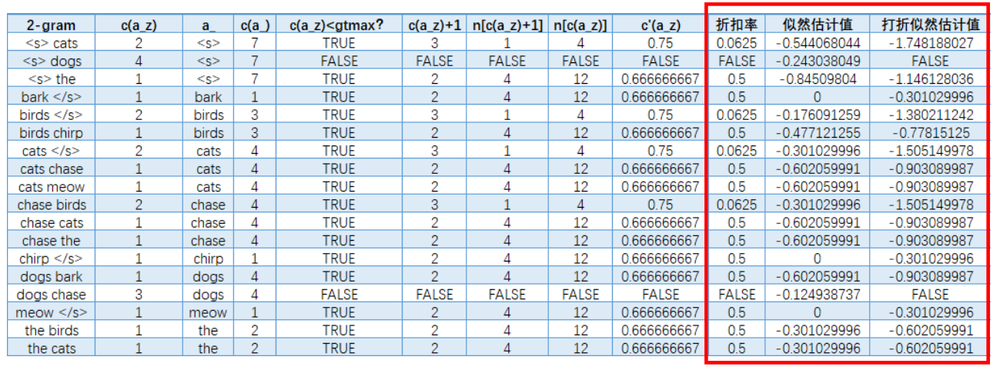 2-gram c(a_z) a_ c(a_) c(a_z)<gtmax? c(a_z)+1 n[c(a_z)+1] n[c(a_z)] c'(a_z) 折扣率 似然估计值 打折似然估计值
<s> cats 2 <s> 7 TRUE 3 1 4 0.75 0.0625 -0.544068044 -1.748188027
<s> dogs 4 <s> 7 FALSE FALSE FALSE FALSE FALSE FALSE -0.243038049 FALSE
<s> the 1 <s> 7 TRUE 2 4 12 0.666666667 0.5 -0.84509804 -1.146128036
bark </s> 1 bark 1 TRUE 2 4 12 0.666666667 0.5 0 -0.301029996
birds </s> 2 birds 3 TRUE 3 1 4 0.75 0.0625 -0.176091259 -1.380211242
birds chirp 1 birds 3 TRUE 2 4 12 0.666666667 0.5 -0.477121255 -0.77815125
cats </s> 2 cats 4 TRUE 3 1 4 0.75 0.0625 -0.301029996 -1.505149978
cats chase 1 cats 4 TRUE 2 4 12 0.666666667 0.5 -0.602059991 -0.903089987
cats meow 1 cats 4 TRUE 2 4 12 0.666666667 0.5 -0.602059991 -0.903089987
chase birds 2 chase 4 TRUE 3 1 4 0.75 0.0625 -0.301029996 -1.505149978
chase cats 1 chase 4 TRUE 2 4 12 0.666666667 0.5 -0.602059991 -0.903089987
chase the 1 chase 4 TRUE 2 4 12 0.666666667 0.5 -0.602059991 -0.903089987
chirp </s> 1 chirp 1 TRUE 2 4 12 0.666666667 0.5 0 -0.301029996
dogs bark 1 dogs 4 TRUE 2 4 12 0.666666667 0.5 -0.602059991 -0.903089987
dogs chase 3 dogs 4 FALSE FALSE FALSE FALSE FALSE FALSE -0.124938737 FALSE
meow </s> 1 meow 1 TRUE 2 4 12 0.666666667 0.5 0 -0.301029996
the birds 1 the 2 TRUE 2 4 12 0.666666667 0.5 -0.301029996 -0.602059991
the cats 1 the 2 TRUE 2 4 12 0.666666667 0.5 -0.301029996 -0.602059991